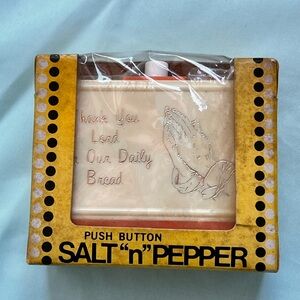 Thank You
Lord
Our Daily
Bread
PUSH BUTTON
SALT "n" PEPPER